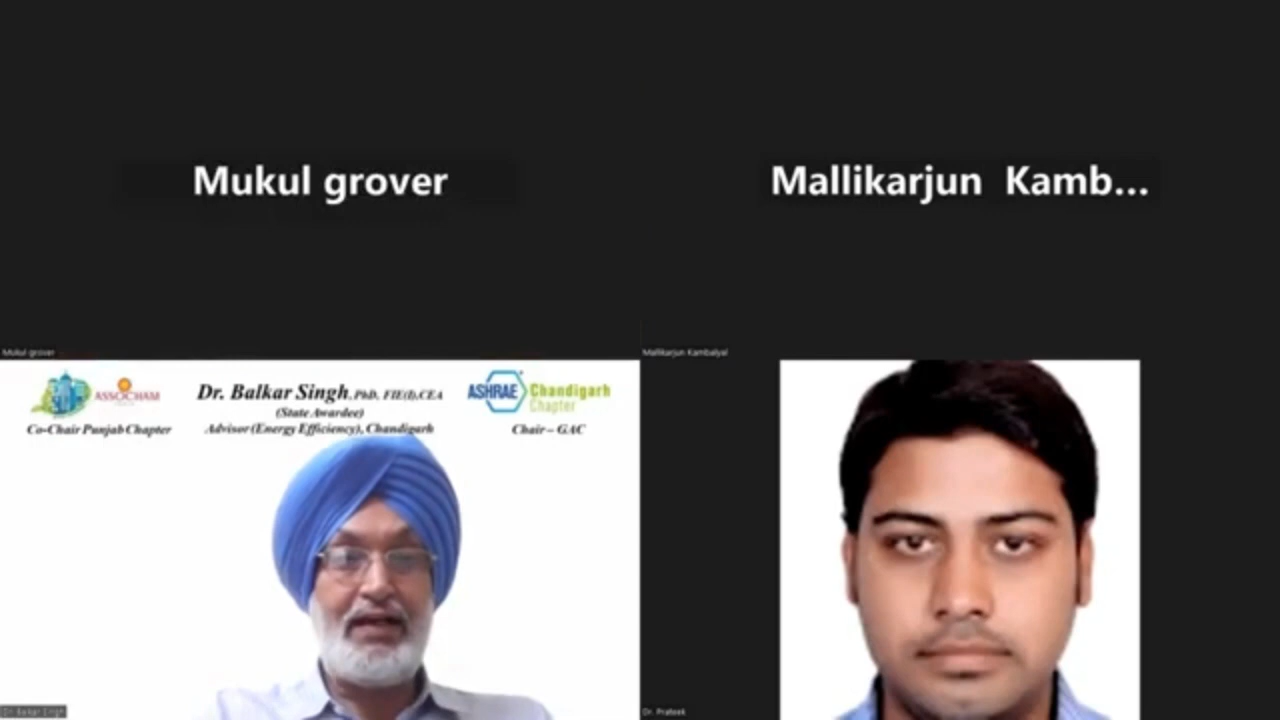 Mukul grover
Mallikarjun Kamb...
Mukul grover
Mallikarjun Kambalyal
ASSOCHAM
Co-Chair Punjab Chapter
Dr. Balkar Singh, PhD, FIE(I),CEA
(State Awardee)
Advisor (Energy Efficiency), Chandigarh
ASHRAE Chandigarh
Chapter
Chair – GAC
Dr. Balkar Singh
Dr. Prateek